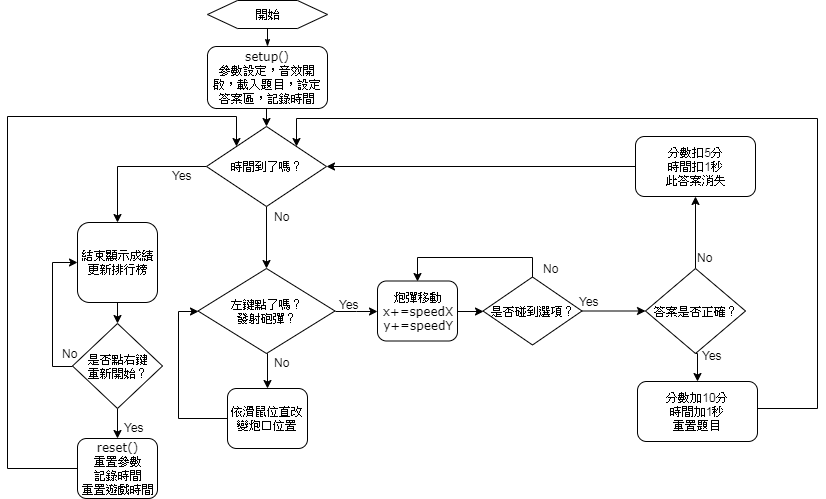 開始
setup()
參數設定，音效開
啟，載入題目，設定
答案區，記錄時間
時間到了嗎？
Yes
No
分數扣5分
時間扣1秒
此答案消失
結束顯示成績
更新排行榜
No
左鍵點了嗎？
發射砲彈？
Yes
炮彈移動
x+=speedX
y+=speedY
No
是否碰到選項？
Yes
答案是否正確？
No
是否點右鍵
重新開始？
No
Yes
依滑鼠位置改
變炮口位置
分數加10分
時間加1秒
重置題目
Yes
reset()
重置參數
記錄時間
重置遊戲時間